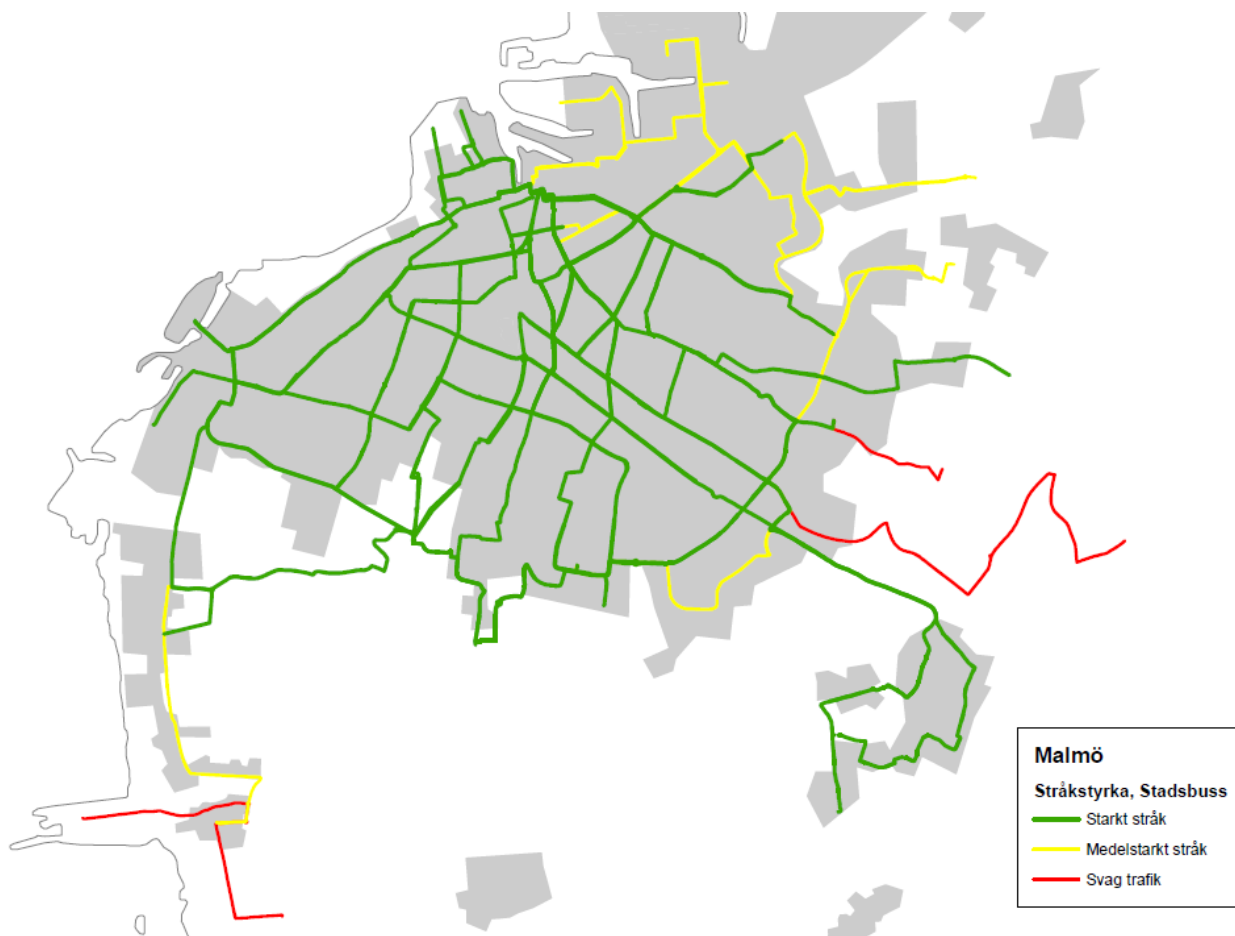 Malmö
Stråkstyrka, Stadsbuss
Starkt stråk
Medelstarkt stråk
Svag trafik